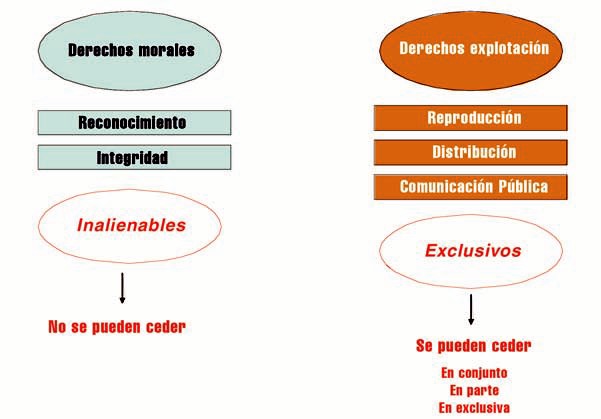 Derechos morales
Reconocimiento
Integridad
Inalienables
No se pueden ceder
Derechos explotación
Reproducción
Distribución
Comunicación Pública
Exclusivos
Se pueden ceder
En conjunto
En parte
En exclusiva